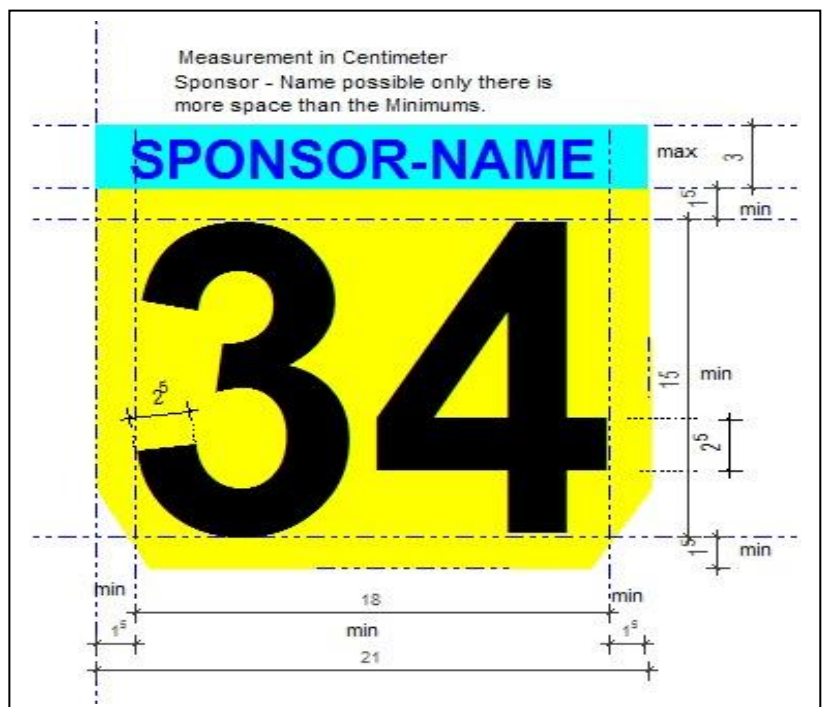 Measurement in Centimeter
Sponsor - Name possible only there is
more space than the Minimums.
SPONSOR-NAME
max
3
1⁵
min
34
15
min
2⁵
2⁵
1⁵
min
min
18
min
1⁵
min
1⁵
21